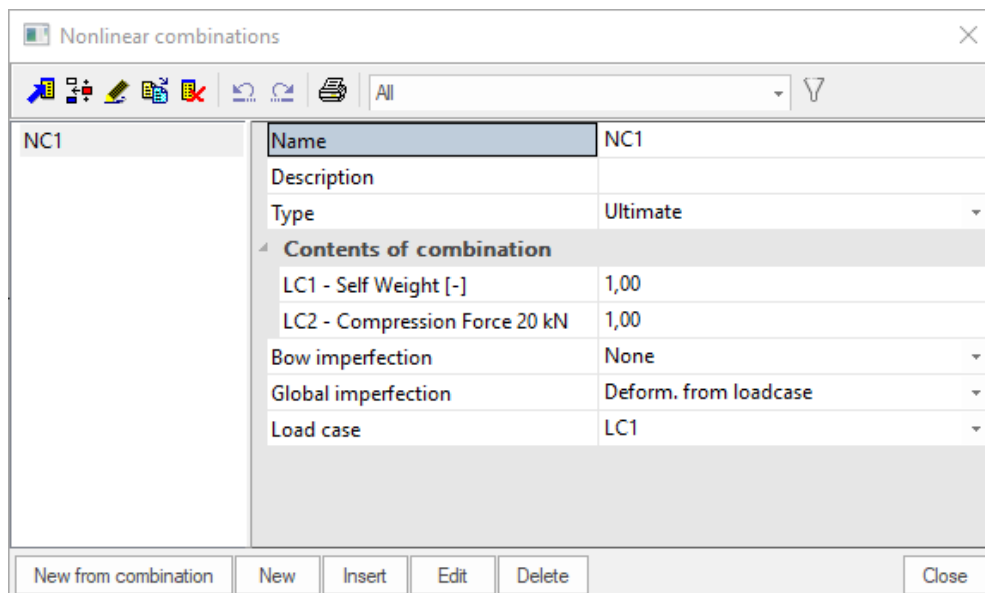 Nonlinear combinations
All
NC1
Name NC1
Description
Type Ultimate
Contents of combination
LC1 - Self Weight [-] 1,00
LC2 - Compression Force 20 kN 1,00
Bow imperfection None
Global imperfection Deform. from loadcase
Load case LC1
New from combination New Insert Edit Delete Close